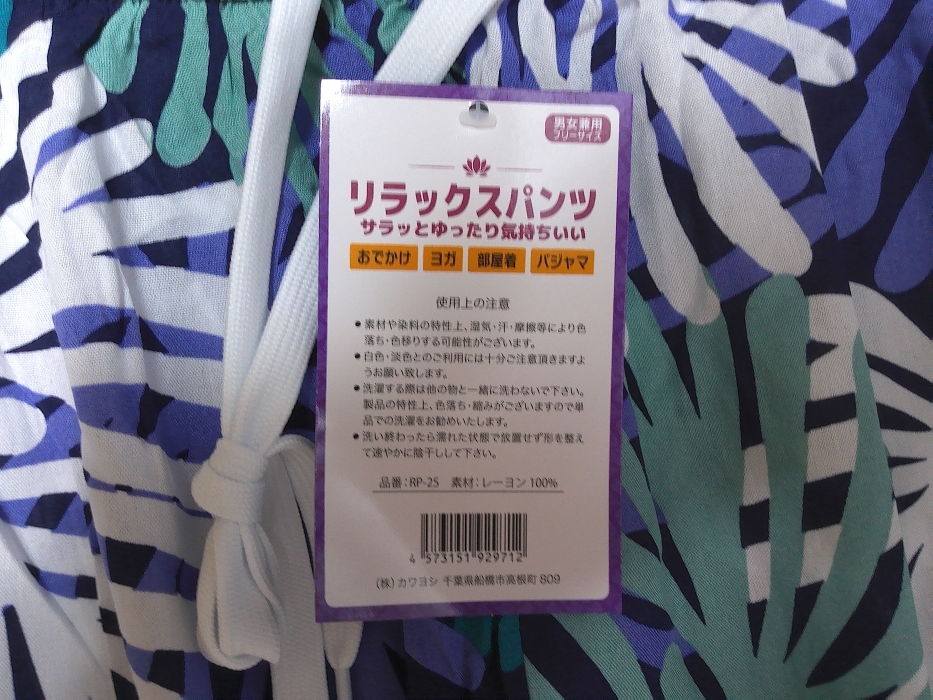 男女兼用
フリーサイズ
リラックスパンツ
サラッとゆったり気持ちいい
おでかけ ヨガ 部屋着 パジャマ
使用上の注意
●素材や染料の特性上、湿気・汗・摩擦等により色
落ち・色移りする可能性がございます。
●白色・淡色とのご利用には十分ご注意頂きますよ
うお願い致します。
●洗濯する際は他の物と一緒に洗わないで下さい。
製品の特性上、色落ち・縮みがございますので単
品での洗濯をお勧めいたします。
●洗い終わったら濡れた状態で放置せず形を整え
て速やかに陰干しして下さい。
品番：RP-25 素材：レーヨン 100%
4 573151 929712
(株) カワヨシ 千葉県船橋市高根町 809